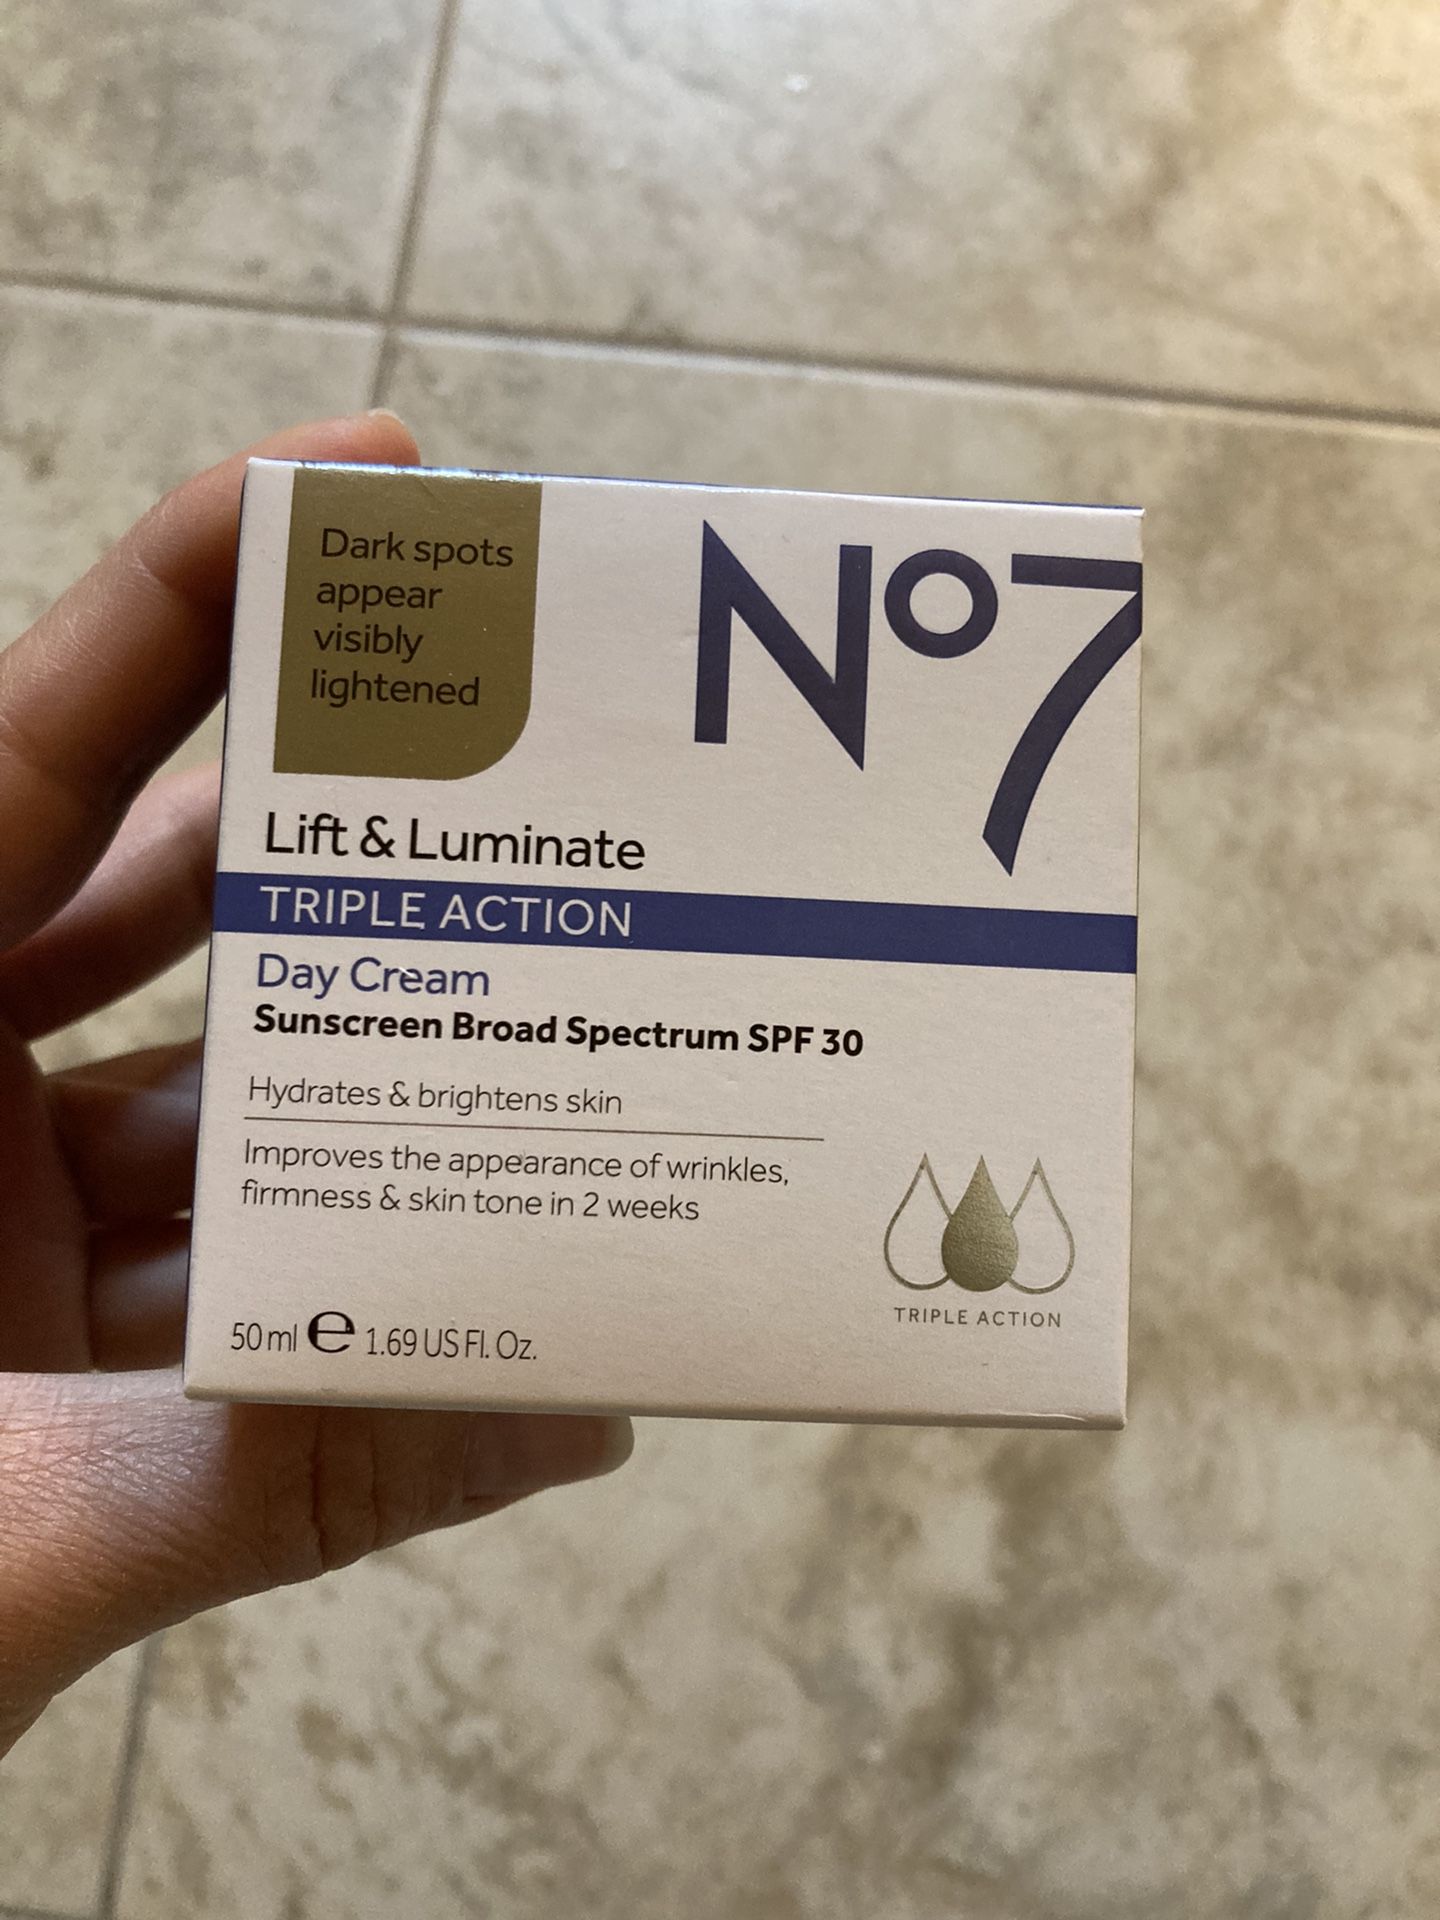 Dark spots
appear
visibly
lightened
No7
Lift & Luminate
TRIPLE ACTION
Day Cream
Sunscreen Broad Spectrum SPF 30
Hydrates & brightens skin
Improves the appearance of wrinkles,
firmness & skin tone in 2 weeks
TRIPLE ACTION
50 ml ℮ 1.69 US Fl. Oz.